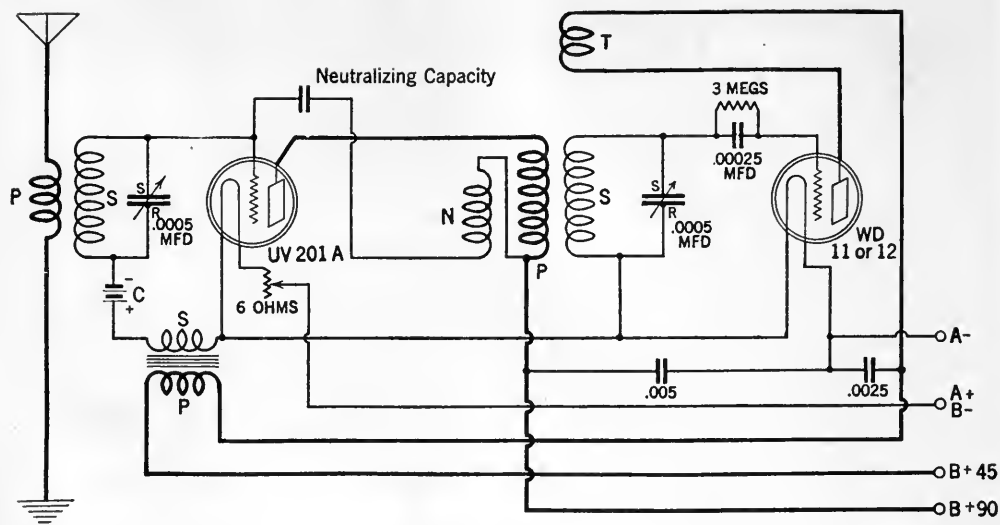 Neutralizing Capacity
T
3 MEGS
.00025
MFD
P
S
S
R
.0005
MFD
UV 201 A
N
P
S
S
R
.0005
MFD
WD
11 or 12
-
C
+
6 OHMS
S
P
.005
.0025
A-
A+
B-
B+45
B+90